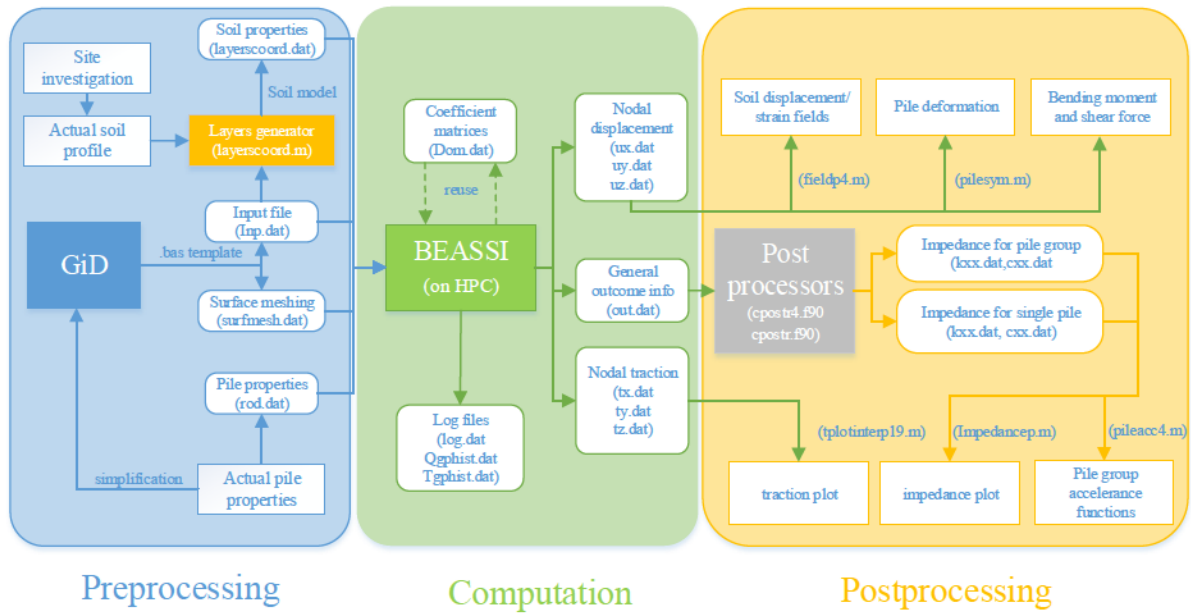 Soil properties
(layerscoord.dat)
Site
investigation
Soil model
Actual soil
profile
Layers generator
(layerscoord.m)
Input file
(Inp.dat)
GiD
.bas template
Surface meshing
(surfmesh.dat)
Pile properties
(rod.dat)
simplification
Actual pile
properties
Preprocessing
Coefficient
matrices
(Dom.dat)
reuse
BEASSI
(on HPC)
Log files
(log.dat
Qgphist.dat
Tgphist.dat)
Nodal
displacement
(ux.dat
uy.dat
uz.dat)
General
outcome info
(out.dat)
Nodal traction
(tx.dat
ty.dat
tz.dat)
Computation
Soil displacement/
strain fields
Pile deformation
Bending moment
and shear force
(fieldp4.m)
(pilesym.m)
Post
processors
(cpostr4.f90
cpostr.f90)
Impedance for pile group
(kxx.dat,cxx.dat
Impedance for single pile
(kxx.dat, cxx.dat)
(tplotinterp19.m)
(Impedancep.m)
(pileacc4.m)
traction plot
impedance plot
Pile group
accelerance
functions
Postprocessing